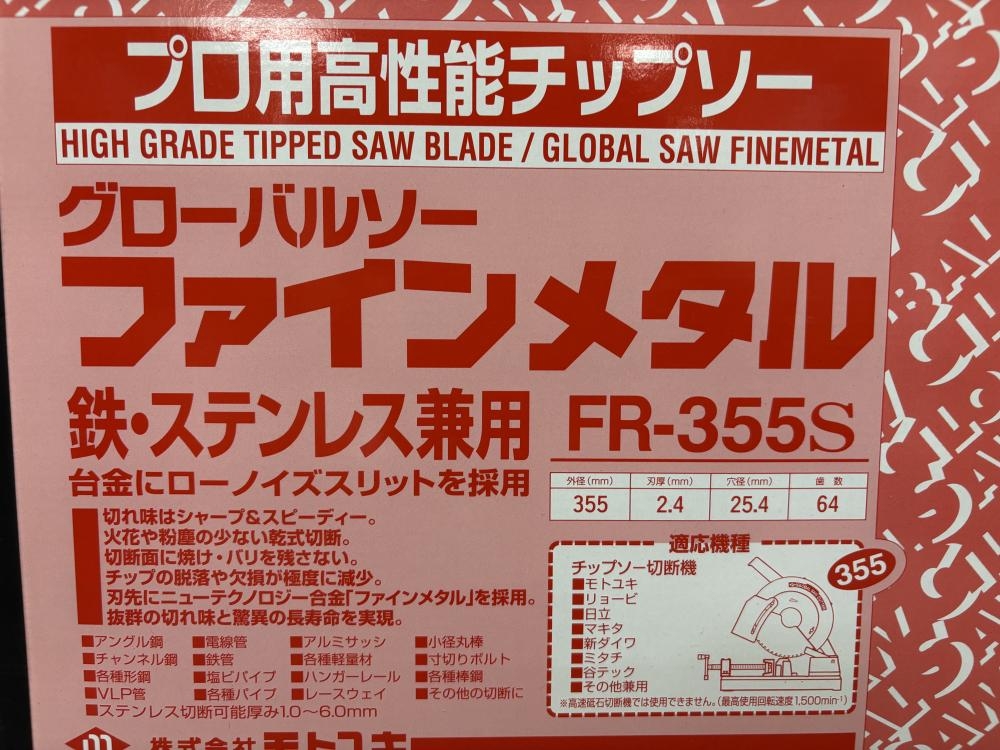 プロ用高性能チップソー
HIGH GRADE TIPPED SAW BLADE / GLOBAL SAW FINEMETAL
グローバルソー
ファインメタル
鉄・ステンレス兼用 FR-355S
台金にローノイズスリットを採用
外径(mm) 刃厚(mm) 穴径(mm) 歯数
355 2.4 25.4 64
切れ味はシャープ&スピーディー。
火花や粉塵の少ない乾式切断。
切断面に焼け・バリを残さない。
チップの脱落や欠損が極度に減少。
刃先にニューテクノロジー合金「ファインメタル」を採用。
抜群の切れ味と驚異の長寿命を実現。
■アングル鋼 ■電線管 ■アルミサッシ ■小径丸棒
■チャンネル鋼 ■鉄管 ■各種軽量材 ■寸切りボルト
■各種形鋼 ■塩ビパイプ ■ハンガーレール ■各種棒鋼
■VLP管 ■各種パイプ ■レースウェイ ■その他の切断に
■ステンレス切断可能厚み1.0〜6.0mm
適応機種
355
チップソー切断機
■モトユキ
■リョービ
■日立
■マキタ
■新ダイワ
■ミタチ
■谷テック
■その他兼用
※高速砥石切断機では使用できません。(最高使用回転速度1,500min⁻¹)
株式会社モトユキ